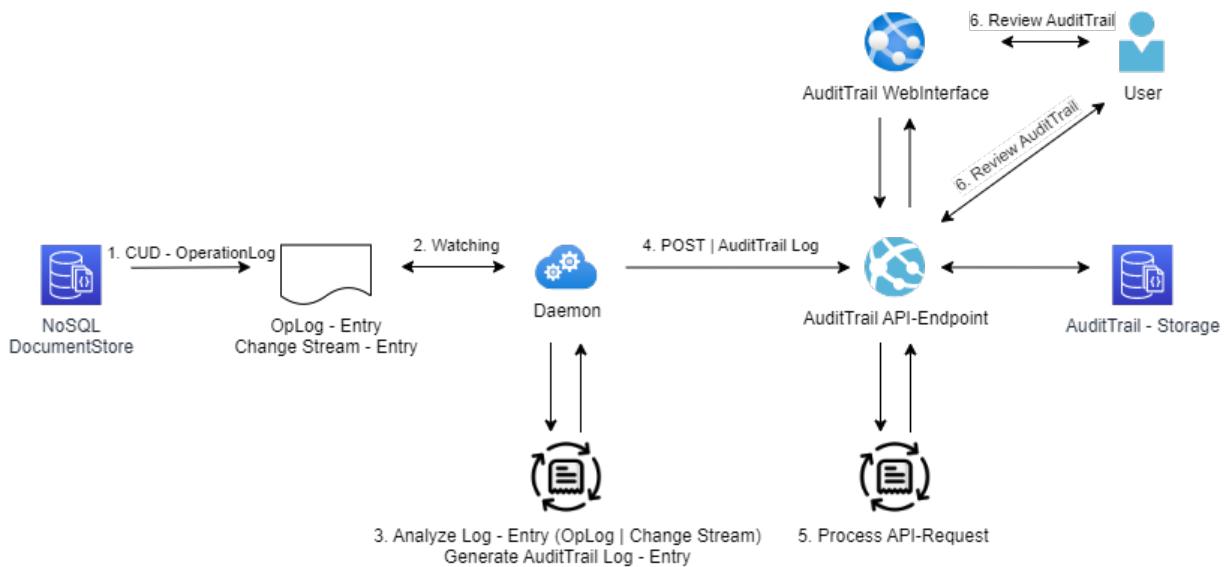 6. Review AuditTrail
AuditTrail WebInterface
User
6. Review AuditTrail
1. CUD - OperationLog
2. Watching
4. POST | AuditTrail Log
NoSQL
DocumentStore
OpLog - Entry
Change Stream - Entry
Daemon
AuditTrail API-Endpoint
AuditTrail - Storage
3. Analyze Log - Entry (OpLog | Change Stream)
Generate AuditTrail Log - Entry
5. Process API-Request